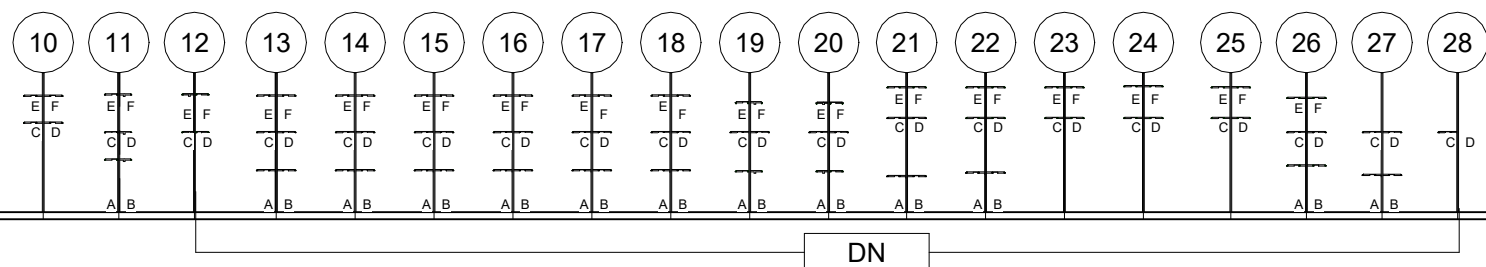 10 11 12 13 14 15 16 17 18 19 20 21 22 23 24 25 26 27 28
E F E F E F E F E F E F E F E F E F E F E F E F E F E F E F E F E F
C D C D C D C D C D C D C D C D C D C D C D C D C D C D C D C D C D C D C D
A B A B A B A B A B A B A B A B A B A B A B A B A B
DN